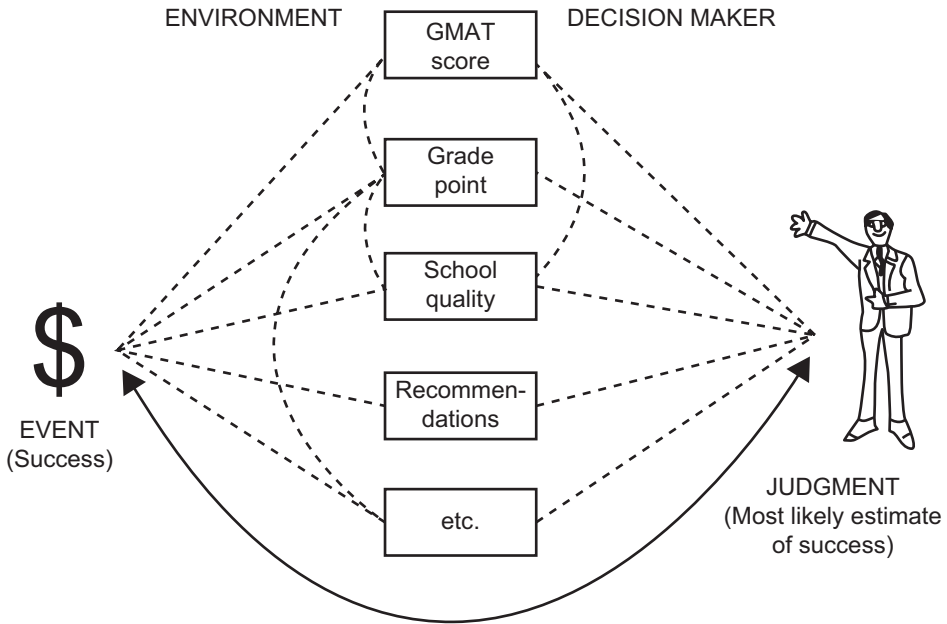 ENVIRONMENT
DECISION MAKER
GMAT
score
Grade
point
School
quality
Recommen-
dations
etc.
$
EVENT
(Success)
JUDGMENT
(Most likely estimate
of success)